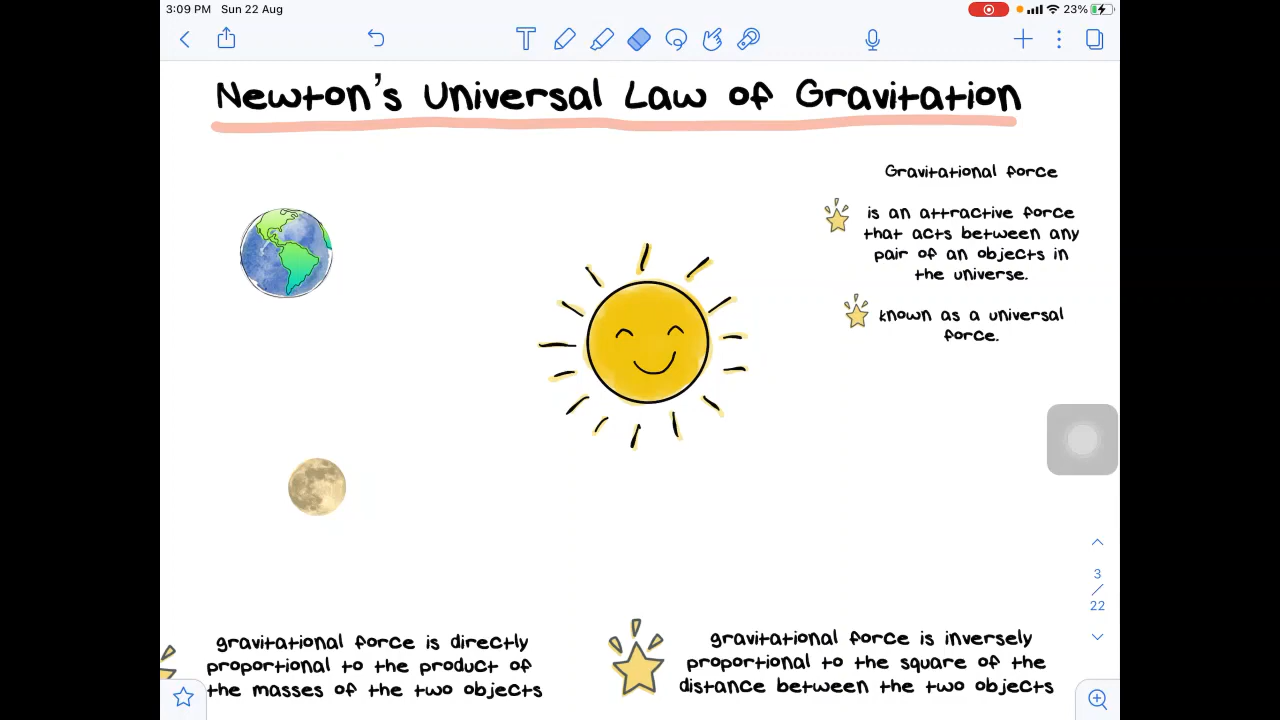 3:09 PM Sun 22 Aug
23%
Newton's Universal Law of Gravitation
Gravitational force
is an attractive force
that acts between any
pair of an objects in
the universe.
known as a universal
force.
3
/
22
gravitational force is directly
proportional to the product of
the masses of the two objects
gravitational force is inversely
proportional to the square of the
distance between the two objects